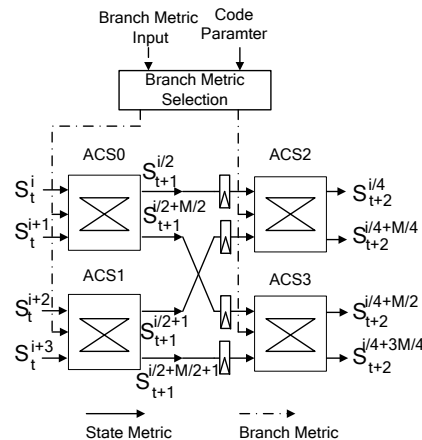 Branch Metric
Input
Code
Paramter
Branch Metric
Selection
ACS0
ACS2
S_t^i
S_t^{i+1}
S_{t+1}^{i/2}
S_{t+1}^{i/2+M/2}
S_{t+2}^{i/4}
S_{t+2}^{i/4+M/4}
ACS1
ACS3
S_t^{i+2}
S_t^{i+3}
S_{t+1}^{i/2+1}
S_{t+1}^{i/2+M/2+1}
S_{t+2}^{i/4+M/2}
S_{t+2}^{i/4+3M/4}
State Metric
Branch Metric